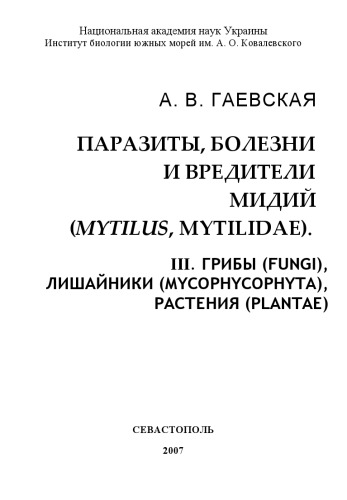 Национальная академия наук Украины
Институт биологии южных морей им. А. О. Ковалевского
А. В. ГАЕВСКАЯ
ПАРАЗИТЫ, БОЛЕЗНИ
И ВРЕДИТЕЛИ
МИДИЙ
(MYTILUS, MYTILIDAE).
III. ГРИБЫ (FUNGI),
ЛИШАЙНИКИ (MYCOPHYCOPHYTA),
РАСТЕНИЯ (PLANTAE)
СЕВАСТОПОЛЬ
2007